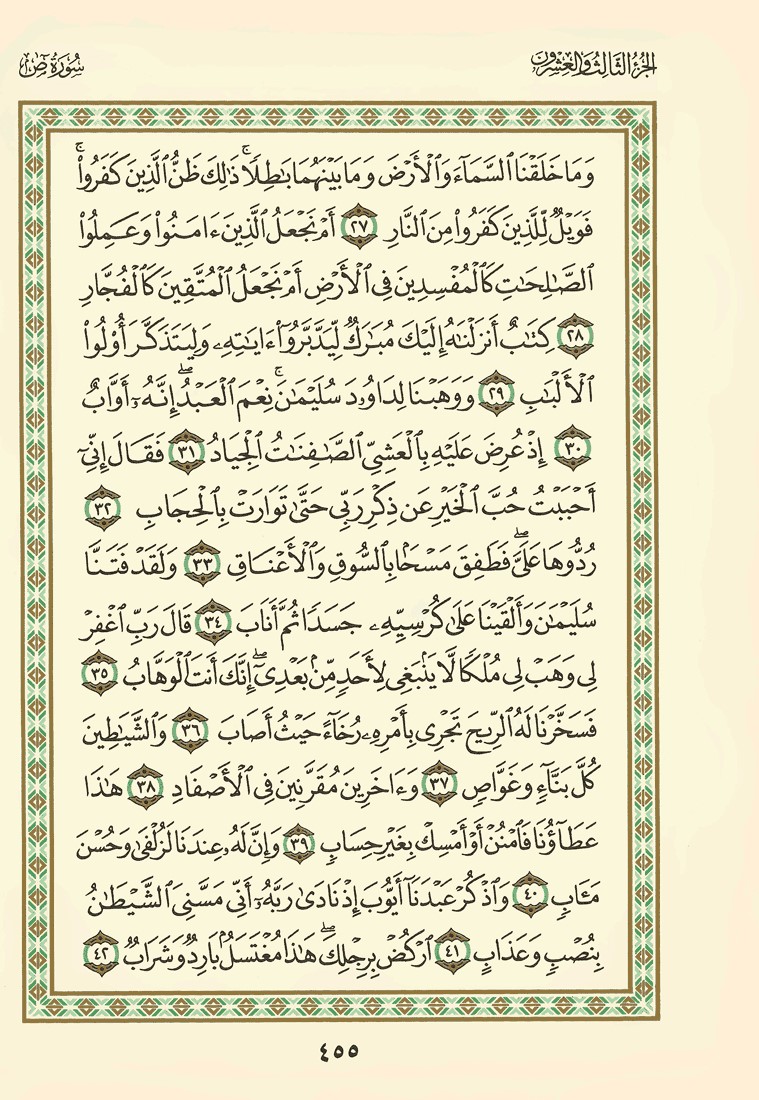 الجزء الثالث والعشرون
سورة ص
وَمَا خَلَقْنَا ٱلسَّمَآءَ وَٱلْأَرْضَ وَمَا بَيْنَهُمَا بَٰطِلًا ۚ ذَٰلِكَ ظَنُّ ٱلَّذِينَ كَفَرُوا۟ ۚ
فَوَيْلٌ لِّلَّذِينَ كَفَرُوا۟ مِنَ ٱلنَّارِ ٢٧ أَمْ نَجْعَلُ ٱلَّذِينَ ءَامَنُوا۟ وَعَمِلُوا۟
ٱلصَّٰلِحَٰتِ كَٱلْمُفْسِدِينَ فِى ٱلْأَرْضِ أَمْ نَجْعَلُ ٱلْمُتَّقِينَ كَٱلْفُجَّارِ
٢٨ كِتَٰبٌ أَنزَلْنَٰهُ إِلَيْكَ مُبَٰرَكٌ لِّيَدَّبَّرُوٓا۟ ءَايَٰتِهِۦ وَلِيَتَذَكَّرَ أُو۟لُوا۟
ٱلْأَلْبَٰبِ ٢٩ وَوَهَبْنَا لِدَاوُۥدَ سُلَيْمَٰنَ ۚ نِعْمَ ٱلْعَبْدُ ۖ إِنَّهُۥٓ أَوَّابٌ
٣٠ إِذْ عُرِضَ عَلَيْهِ بِٱلْعَشِىِّ ٱلصَّٰفِنَٰتُ ٱلْجِيَادُ ٣١ فَقَالَ إِنِّىٓ
أَحْبَبْتُ حُبَّ ٱلْخَيْرِ عَن ذِكْرِ رَبِّى حَتَّىٰ تَوَارَتْ بِٱلْحِجَابِ ٣٢
رُدُّوهَا عَلَىَّ ۖ فَطَفِقَ مَسْحًۢا بِٱلسُّوقِ وَٱلْأَعْنَاقِ ٣٣ وَلَقَدْ فَتَنَّا
سُلَيْمَٰنَ وَأَلْقَيْنَا عَلَىٰ كُرْسِيِّهِۦ جَسَدًا ثُمَّ أَنَابَ ٣٤ قَالَ رَبِّ ٱغْفِرْ
لِى وَهَبْ لِى مُلْكًا لَّا يَنۢبَغِى لِأَحَدٍ مِّنۢ بَعْدِىٓ ۖ إِنَّكَ أَنتَ ٱلْوَهَّابُ ٣٥
فَسَخَّرْنَا لَهُ ٱلرِّيحَ تَجْرِى بِأَمْرِهِۦ رُخَآءً حَيْثُ أَصَابَ ٣٦ وَٱلشَّيَٰطِينَ
كُلَّ بَنَّآءٍ وَغَوَّاصٍ ٣٧ وَءَاخَرِينَ مُقَرَّنِينَ فِى ٱلْأَصْفَادِ ٣٨ هَٰذَا
عَطَآؤُنَا فَٱمْنُنْ أَوْ أَمْسِكْ بِغَيْرِ حِسَابٍ ٣٩ وَإِنَّ لَهُۥ عِندَنَا لَزُلْفَىٰ وَحُسْنَ
مَـَٔابٍ ٤٠ وَٱذْكُرْ عَبْدَنَآ أَيُّوبَ إِذْ نَادَىٰ رَبَّهُۥٓ أَنِّى مَسَّنِىَ ٱلشَّيْطَٰنُ
بِنُصْبٍ وَعَذَابٍ ٤١ ٱرْكُضْ بِرِجْلِكَ ۖ هَٰذَا مُغْتَسَلٌۢ بَارِدٌ وَشَرَابٌ ٤٢
٤٥٥